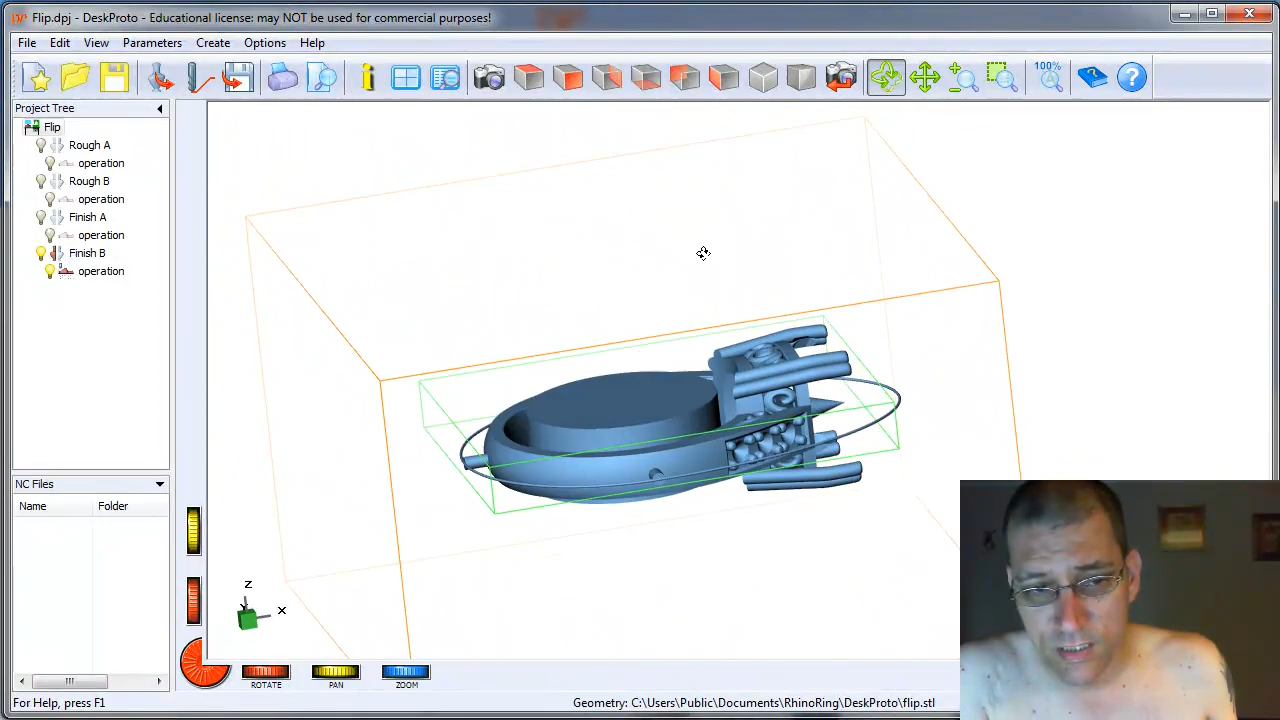 Flip.dpj - DeskProto - Educational license: may NOT be used for commercial purposes!
File Edit View Parameters Create Options Help
100%
Project Tree
Flip
Rough A
operation
Rough B
operation
Finish A
operation
Finish B
operation
NC Files
Name Folder
Z
Y
X
ROTATE PAN ZOOM
For Help, press F1
Geometry: C:\Users\Public\Documents\RhinoRing\DeskProto\flip.stl